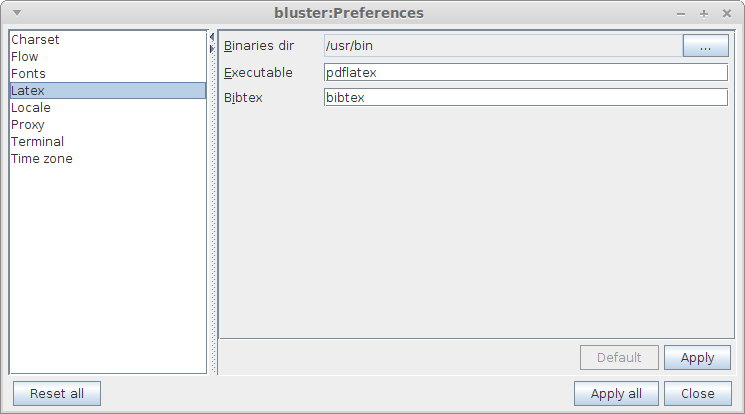 bluster:Preferences
Charset
Flow
Fonts
Latex
Locale
Proxy
Terminal
Time zone
Binaries dir /usr/bin ...
Executable pdflatex
Bibtex bibtex
Default Apply
Reset all Apply all Close